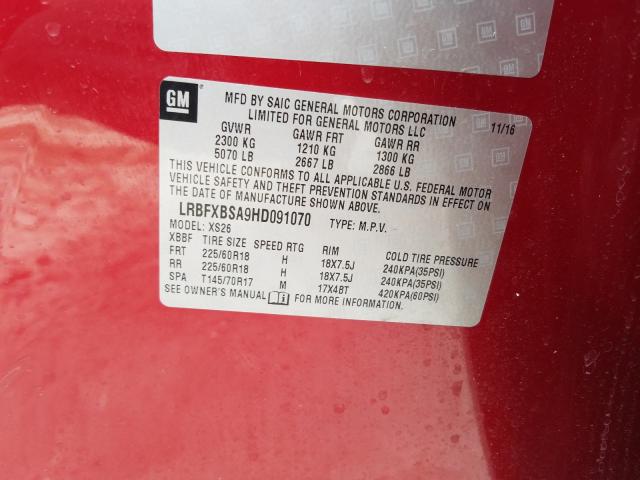 GM
MFD BY SAIC GENERAL MOTORS CORPORATION
LIMITED FOR GENERAL MOTORS LLC 11/16
GVWR GAWR FRT GAWR RR
2300 KG 1210 KG 1300 KG
5070 LB 2667 LB 2866 LB
THIS VEHICLE CONFORMS TO ALL APPLICABLE U.S. FEDERAL MOTOR
VEHICLE SAFETY AND THEFT PREVENTION STANDARDS IN EFFECT ON
THE DATE OF MANUFACTURE SHOWN ABOVE.
LRBFXBSA9HD091070 TYPE: M.P.V.
MODEL: XS26
XBBF TIRE SIZE SPEED RTG RIM COLD TIRE PRESSURE
FRT 225/60R18 H 18X7.5J 240KPA(35PSI)
RR 225/60R18 H 18X7.5J 240KPA(35PSI)
SPA T145/70R17 M 17X4BT 420KPA(60PSI)
SEE OWNER'S MANUAL FOR MORE INFORMATION.